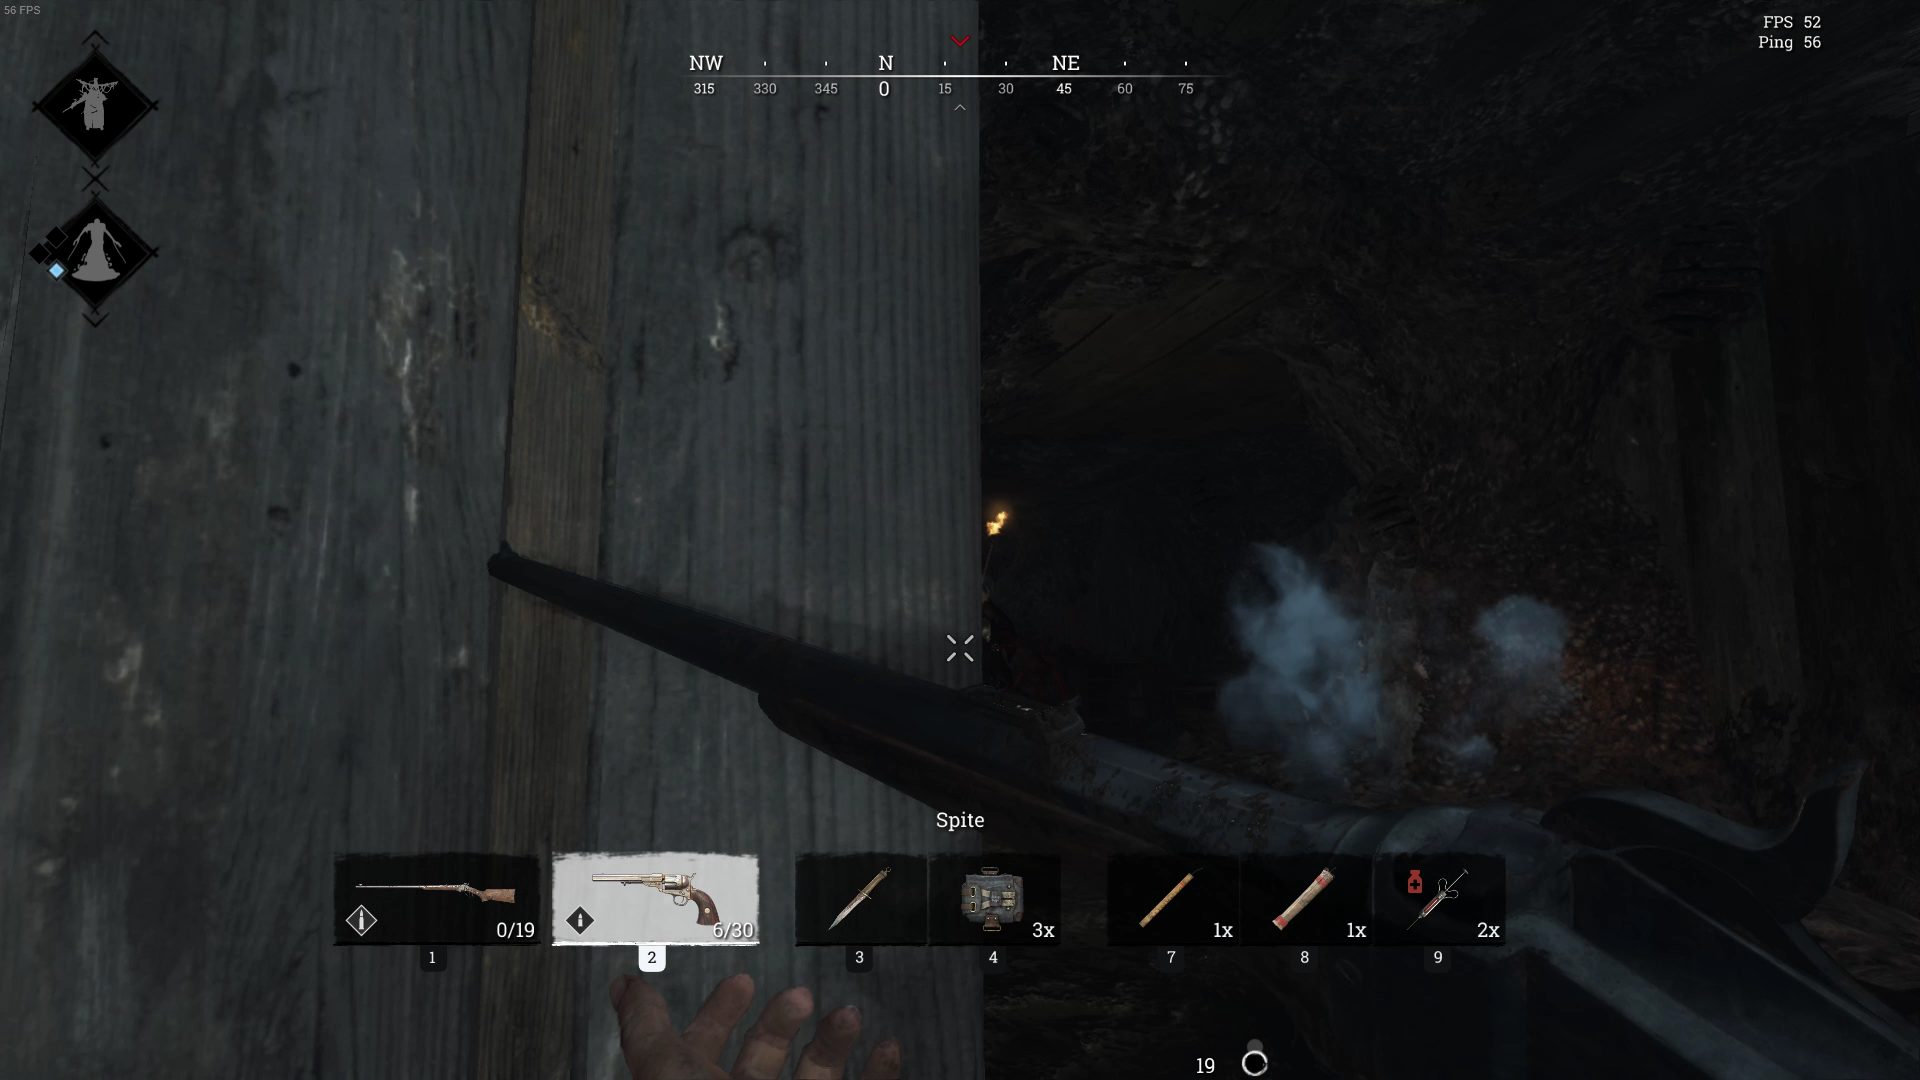 56 FPS
FPS 52
Ping 56
NW N NE
315 330 345 0 15 30 45 60 75
Spite
0/19 6/30 3x 1x 1x 2x
1 2 3 4 7 8 9
19